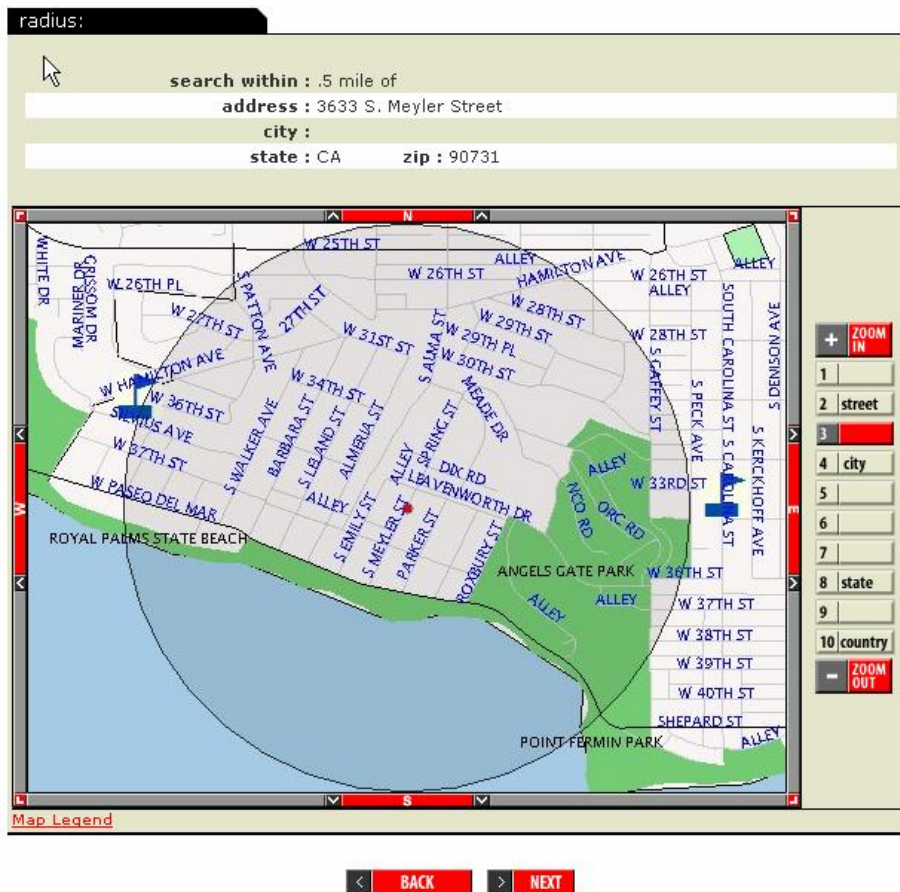 radius:
search within : .5 mile of
address : 3633 S. Meyler Street
city :
state : CA zip : 90731
N
W 25TH ST
ALLEY
HAMILTON AVE
W 26TH ST
W 26TH ST
ALLEY
ALLEY
WHITE DR
MARINER DR
GRISSOM DR
W 26TH PL
S PATTON AVE
27TH ST
W 27TH ST
W 28TH ST
W 29TH ST
W 29TH PL
W 30TH ST
W 31ST ST
S ALMA ST
W 28TH ST
S GAFFEY ST
SOUTH CAROLINA ST
S DENISON AVE
W HAMILTON AVE
W 34TH ST
MEADE DR
S PECK AVE
W 36TH ST
AVE
S WALKER AVE
BARBARA ST
S LELAND ST
ALMERIA ST
ALLEY
SPRING ST
S CAROLINA ST
S KERCKHOFF AVE
W 37TH ST
DIX RD
LEAVENWORTH DR
ALLEY
W 33RD ST
NCO RD
ORC RD
W PASEO DEL MAR
ALLEY
S EMILY ST
S MEYLER ST
PARKER ST
ROXBURY ST
ROYAL PALMS STATE BEACH
ANGELS GATE PARK
W 36TH ST
ALLEY
ALLEY
W 37TH ST
W 38TH ST
W 39TH ST
W 40TH ST
SHEPARD ST
POINT FERMIN PARK
ALLEY
W
E
S
+ ZOOM IN
1
2 street
3
4 city
5
6
7
8 state
9
10 country
- ZOOM OUT
Map Legend
< BACK > NEXT